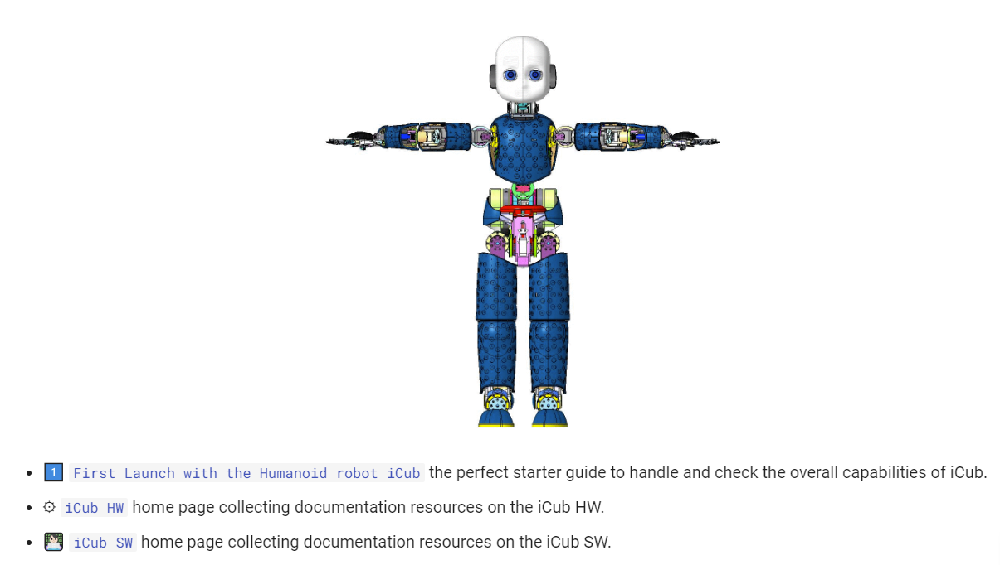 1 First Launch with the Humanoid robot iCub the perfect starter guide to handle and check the overall capabilities of iCub.
iCub HW home page collecting documentation resources on the iCub HW.
iCub SW home page collecting documentation resources on the iCub SW.